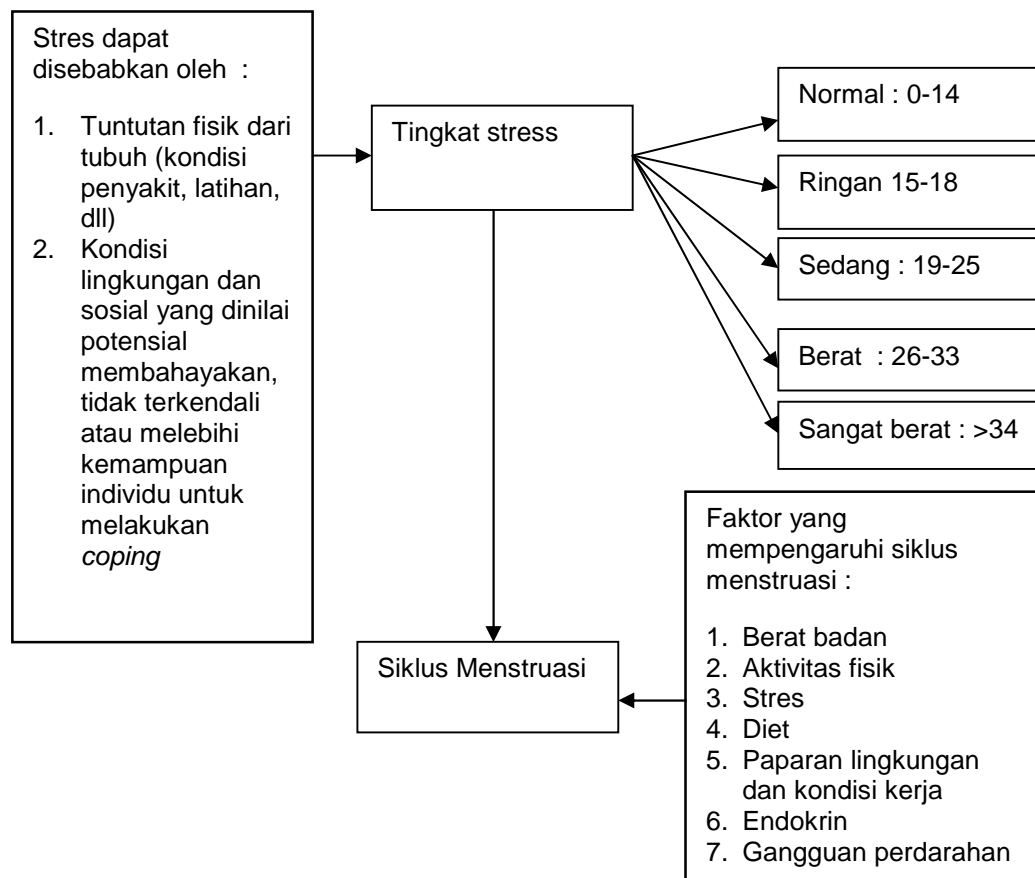 Stres dapat
disebabkan oleh :
1. Tuntutan fisik dari
tubuh (kondisi
penyakit, latihan,
dll)
2. Kondisi
lingkungan dan
sosial yang dinilai
potensial
membahayakan,
tidak terkendali
atau melebihi
kemampuan
individu untuk
melakukan
coping
Tingkat stress
Normal : 0-14
Ringan 15-18
Sedang : 19-25
Berat : 26-33
Sangat berat : >34
Siklus Menstruasi
Faktor yang
mempengaruhi siklus
menstruasi :
1. Berat badan
2. Aktivitas fisik
3. Stres
4. Diet
5. Paparan lingkungan
dan kondisi kerja
6. Endokrin
7. Gangguan perdarahan